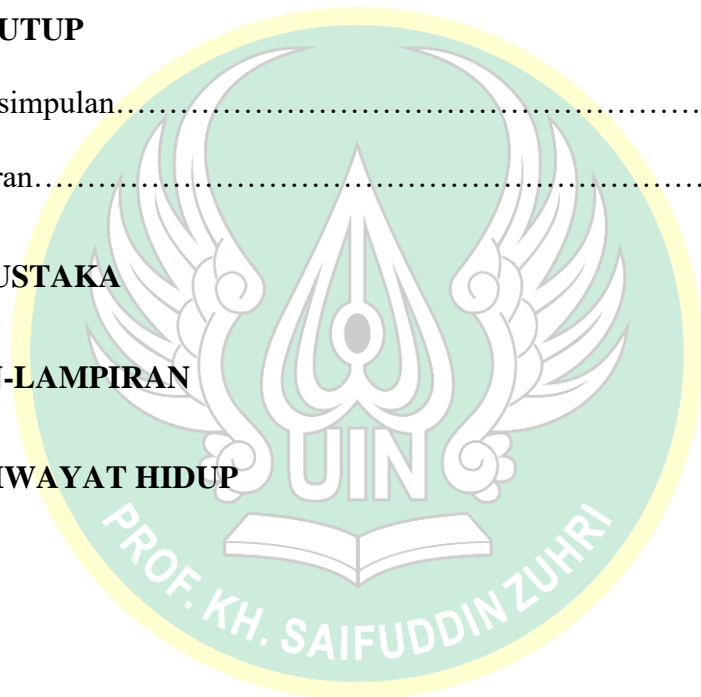 UTUP
simpulan……………………………………………………
ran……………………………………………………………
USTAKA
N-LAMPIRAN
IWAYAT HIDUP
UIN
PROF. KH. SAIFUDDIN ZUHRI